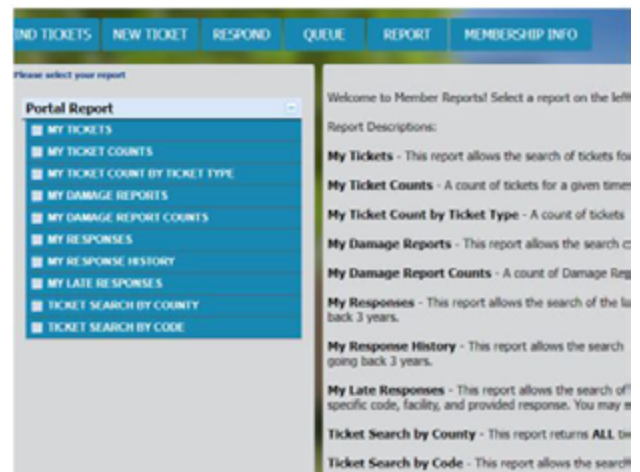 IND TICKETS NEW TICKET RESPOND QUEUE REPORT MEMBERSHIP INFO
Please select your report
Portal Report
MY TICKETS
MY TICKET COUNTS
MY TICKET COUNT BY TICKET TYPE
MY DAMAGE REPORTS
MY DAMAGE REPORT COUNTS
MY RESPONSES
MY RESPONSE HISTORY
MY LATE RESPONSES
TICKET SEARCH BY COUNTY
TICKET SEARCH BY CODE
Welcome to Member Reports! Select a report on the left
Report Descriptions:
My Tickets - This report allows the search of tickets
My Ticket Counts - A count of tickets for a given
My Ticket Count by Ticket Type - A count of tickets
My Damage Reports - This report allows the search
My Damage Report Counts - A count of Damage
My Responses - This report allows the search of the
back 3 years.
My Response History - This report allows the search
going back 3 years.
My Late Responses - This report allows the search of
specific code, facility, and provided response. You may
Ticket Search by County - This report returns ALL
Ticket Search by Code - This report allows the